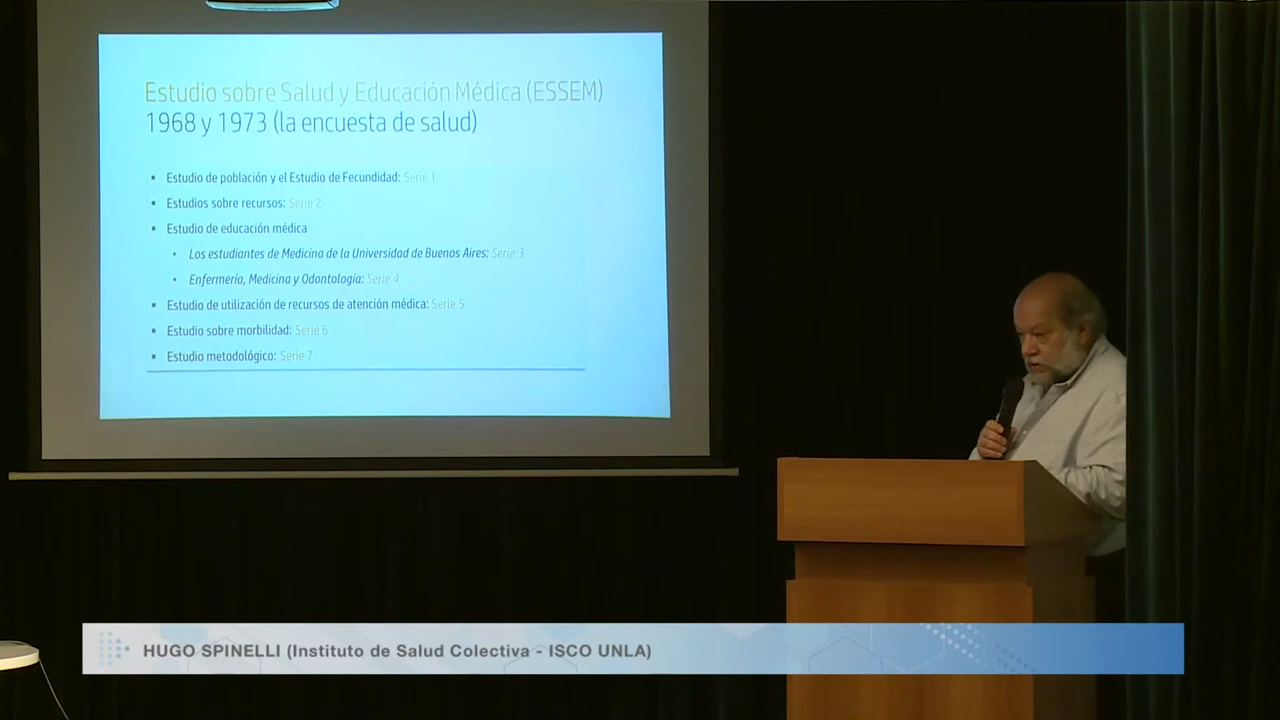 Estudio sobre Salud y Educación Médica (ESSEM)
1968 y 1973 (la encuesta de salud)
▪ Estudio de población y el Estudio de Fecundidad: Serie 1
▪ Estudios sobre recursos: Serie 2
▪ Estudio de educación médica
• Los estudiantes de Medicina de la Universidad de Buenos Aires: Serie 3
• Enfermería, Medicina y Odontología: Serie 4
▪ Estudio de utilización de recursos de atención médica: Serie 5
▪ Estudio sobre morbilidad: Serie 6
▪ Estudio metodológico: Serie 7
HUGO SPINELLI (Instituto de Salud Colectiva - ISCO UNLA)